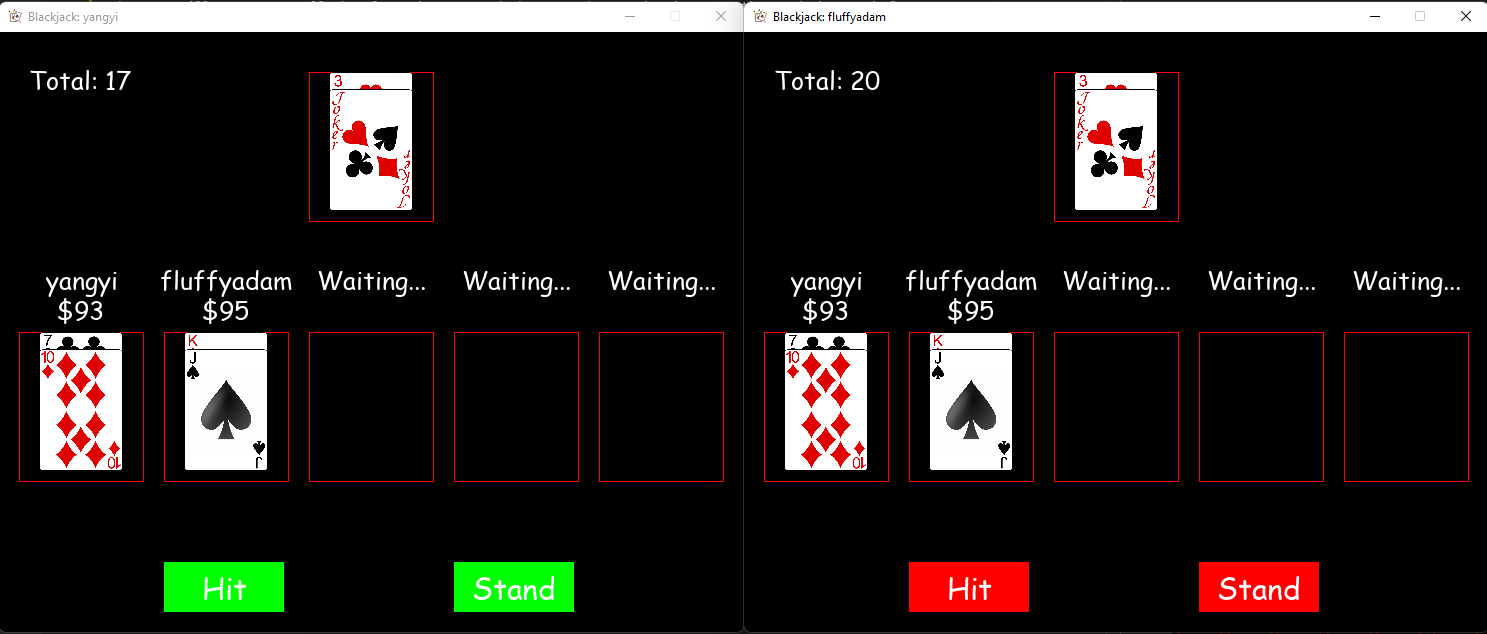 Blackjack: yangyi
Total: 17
3
Joker
Joker
yangyi
$93
fluffyadam
$95
Waiting...
Waiting...
Waiting...
7
10
10
K
J
J
Hit
Stand
Blackjack: fluffyadam
Total: 20
3
Joker
Joker
yangyi
$93
fluffyadam
$95
Waiting...
Waiting...
Waiting...
7
10
10
K
J
J
Hit
Stand